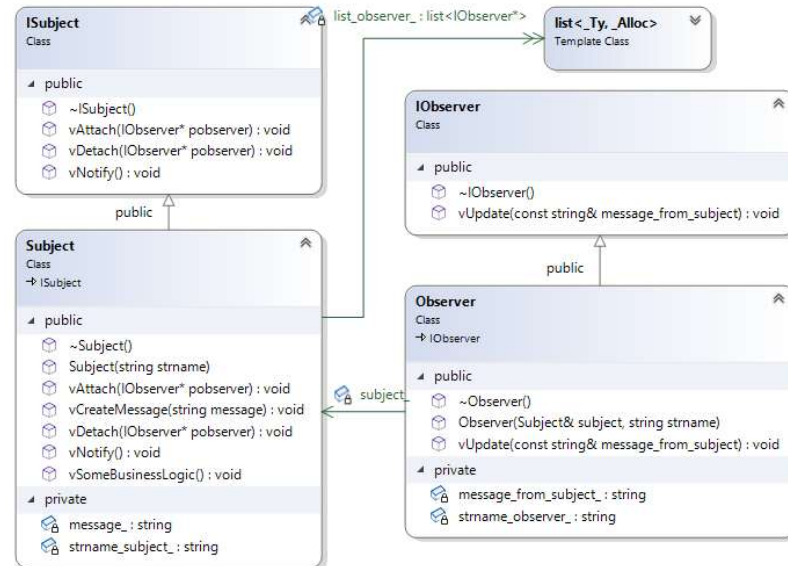 ISubject
Class
public
~ISubject()
vAttach(IObserver* pobserver) : void
vDetach(IObserver* pobserver) : void
vNotify() : void
list_observer_ : list<IObserver*>
list<_Ty, _Alloc>
Template Class
IObserver
Class
public
~IObserver()
vUpdate(const string& message_from_subject) : void
public
Subject
Class
ISubject
public
~Subject()
Subject(string strname)
vAttach(IObserver* pobserver) : void
vCreateMessage(string message) : void
vDetach(IObserver* pobserver) : void
vNotify() : void
vSomeBusinessLogic() : void
private
message_ : string
strname_subject_ : string
public
subject_
Observer
Class
IObserver
public
~Observer()
Observer(Subject& subject, string strname)
vUpdate(const string& message_from_subject) : void
private
message_from_subject_ : string
strname_observer_ : string